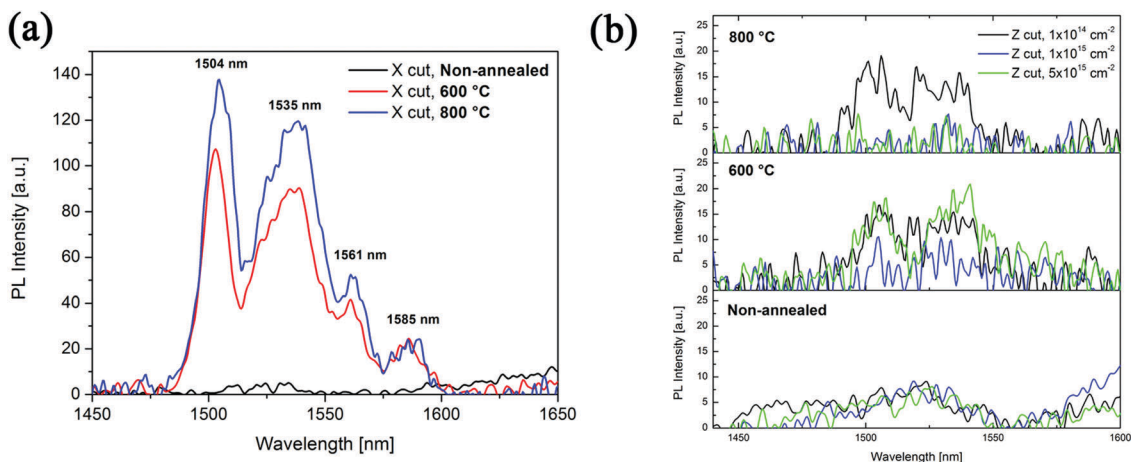 (a)
140
120
100
80
60
40
20
0
PL Intensity [a.u.]
1504 nm
1535 nm
1561 nm
1585 nm
X cut, Non-annealed
X cut, 600 °C
X cut, 800 °C
1450 1500 1550 1600 1650
Wavelength [nm]
(b)
800 °C
Z cut, 1x10¹⁴ cm⁻²
Z cut, 1x10¹⁵ cm⁻²
Z cut, 5x10¹⁵ cm⁻²
25
20
15
10
5
0
PL Intensity [a.u.]
600 °C
25
20
15
10
5
0
PL Intensity [a.u.]
Non-annealed
25
20
15
10
5
0
PL Intensity [a.u.]
1450 1500 1550 1600
Wavelength [nm]